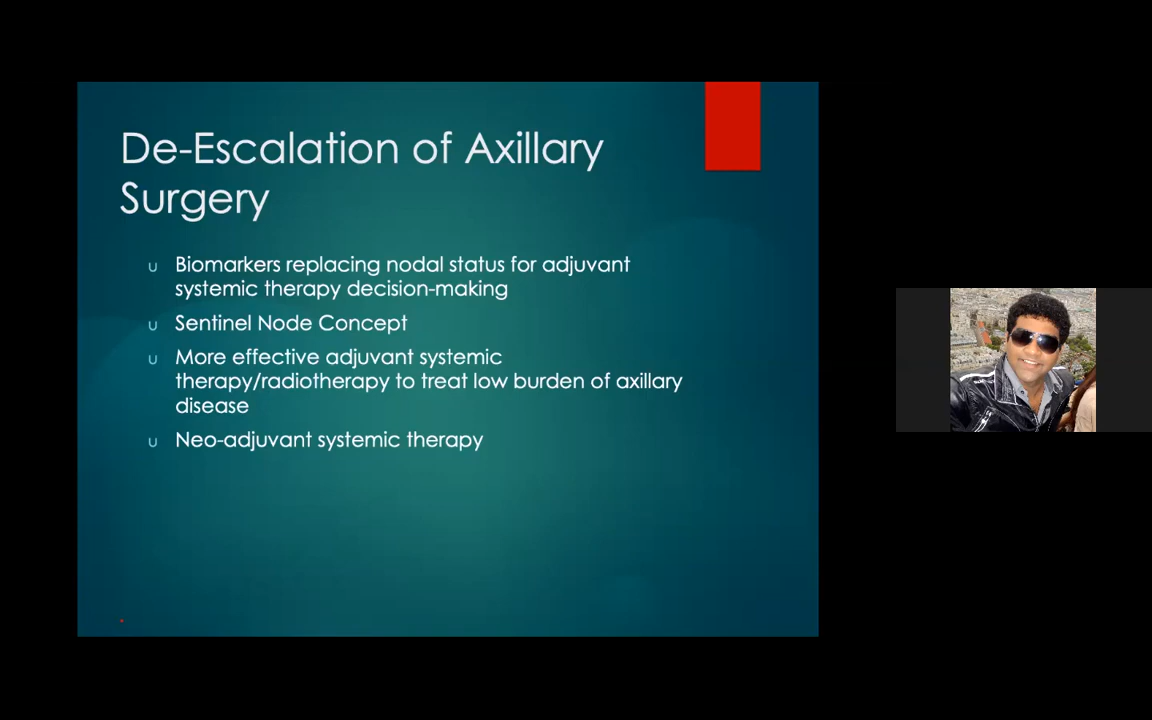 De-Escalation of Axillary
Surgery
u Biomarkers replacing nodal status for adjuvant
systemic therapy decision-making
u Sentinel Node Concept
u More effective adjuvant systemic
therapy/radiotherapy to treat low burden of axillary
disease
u Neo-adjuvant systemic therapy